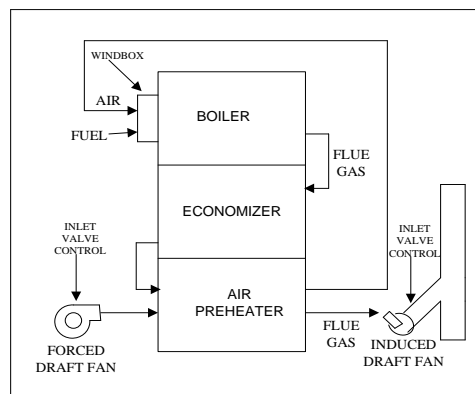 WINDBOX
AIR
FUEL
BOILER
FLUE
GAS
ECONOMIZER
INLET
VALVE
CONTROL
INLET
VALVE
CONTROL
AIR
PREHEATER
FORCED
DRAFT FAN
FLUE
GAS
INDUCED
DRAFT FAN